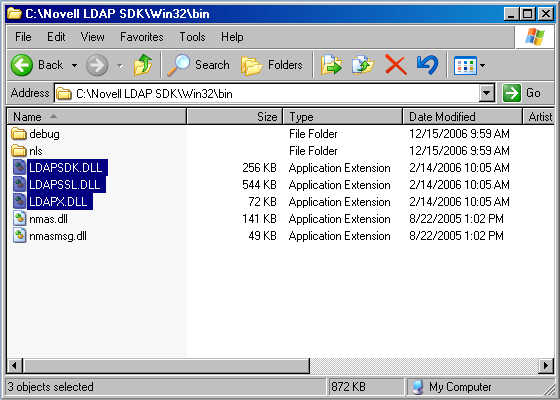 C:\Novell LDAP SDK\Win32\bin
File Edit View Favorites Tools Help
Back Search Folders
Address C:\Novell LDAP SDK\Win32\bin Go
Name Size Type Date Modified Artist
debug File Folder 12/15/2006 9:59 AM
nls File Folder 12/15/2006 9:59 AM
LDAPSDK.DLL 256 KB Application Extension 2/14/2006 10:05 AM
LDAPSSL.DLL 544 KB Application Extension 2/14/2006 10:05 AM
LDAPX.DLL 72 KB Application Extension 2/14/2006 10:05 AM
nmas.dll 141 KB Application Extension 8/22/2005 1:02 PM
nmasmsg.dll 49 KB Application Extension 8/22/2005 1:02 PM
3 objects selected 872 KB My Computer